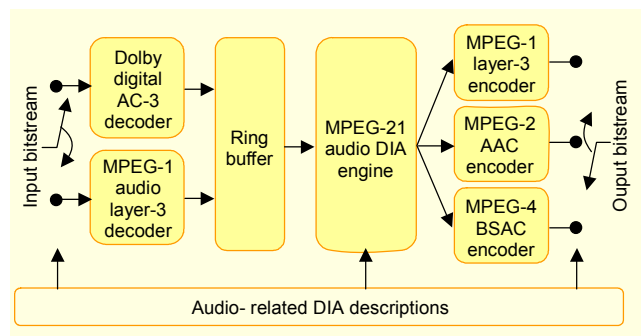 Input bitstream
Dolby
digital
AC-3
decoder
MPEG-1
audio
layer-3
decoder
Ring
buffer
MPEG-21
audio DIA
engine
MPEG-1
layer-3
encoder
MPEG-2
AAC
encoder
MPEG-4
BSAC
encoder
Ouput bitstream
Audio- related DIA descriptions